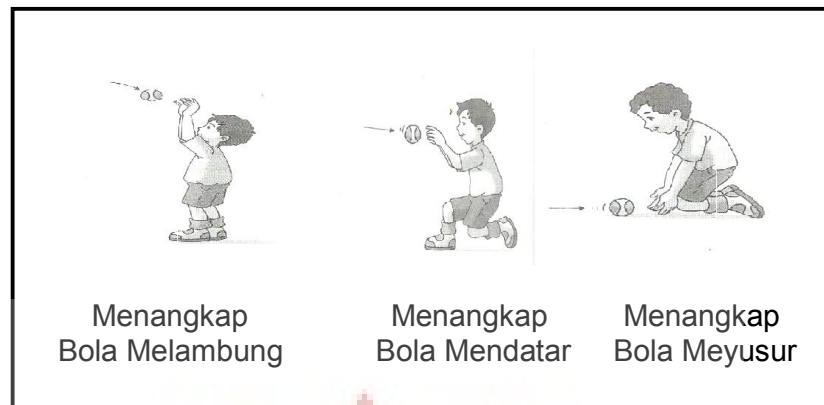 Menangkap
Bola Melambung
Menangkap
Bola Mendatar
Menangkap
Bola Meyusur